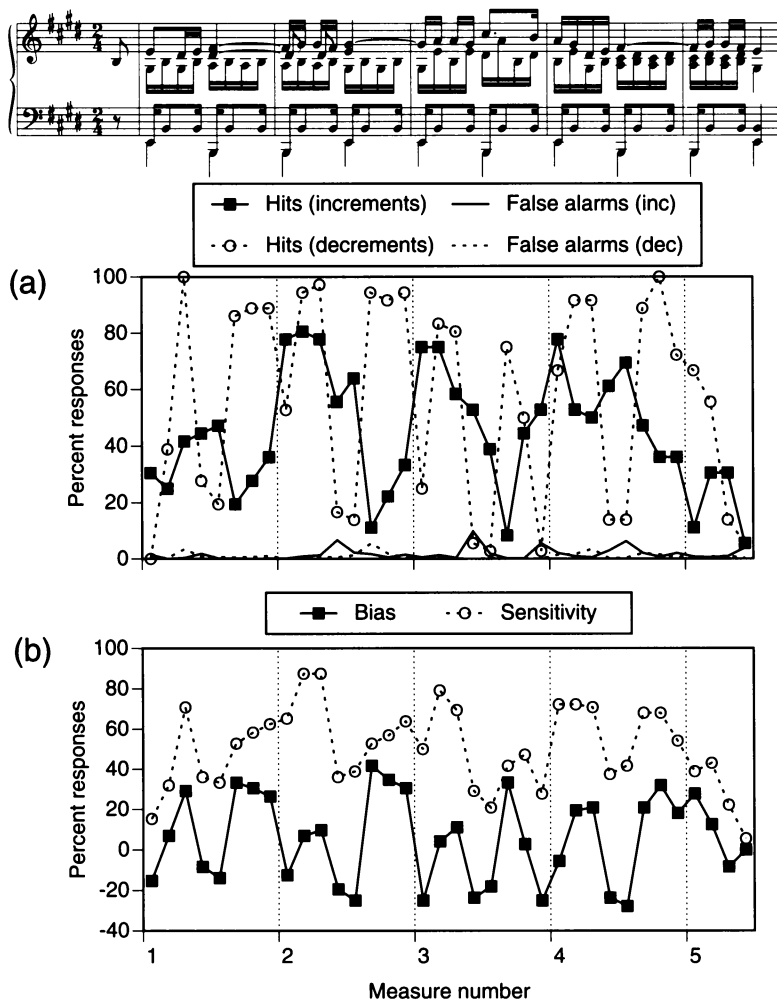 2 2
4 4
Hits (increments) False alarms (inc)
Hits (decrements) False alarms (dec)
(a)
100
80
60
40
20
0
Percent responses
Bias Sensitivity
(b)
100
80
60
40
20
0
-20
-40
Percent responses
1 2 3 4 5
Measure number